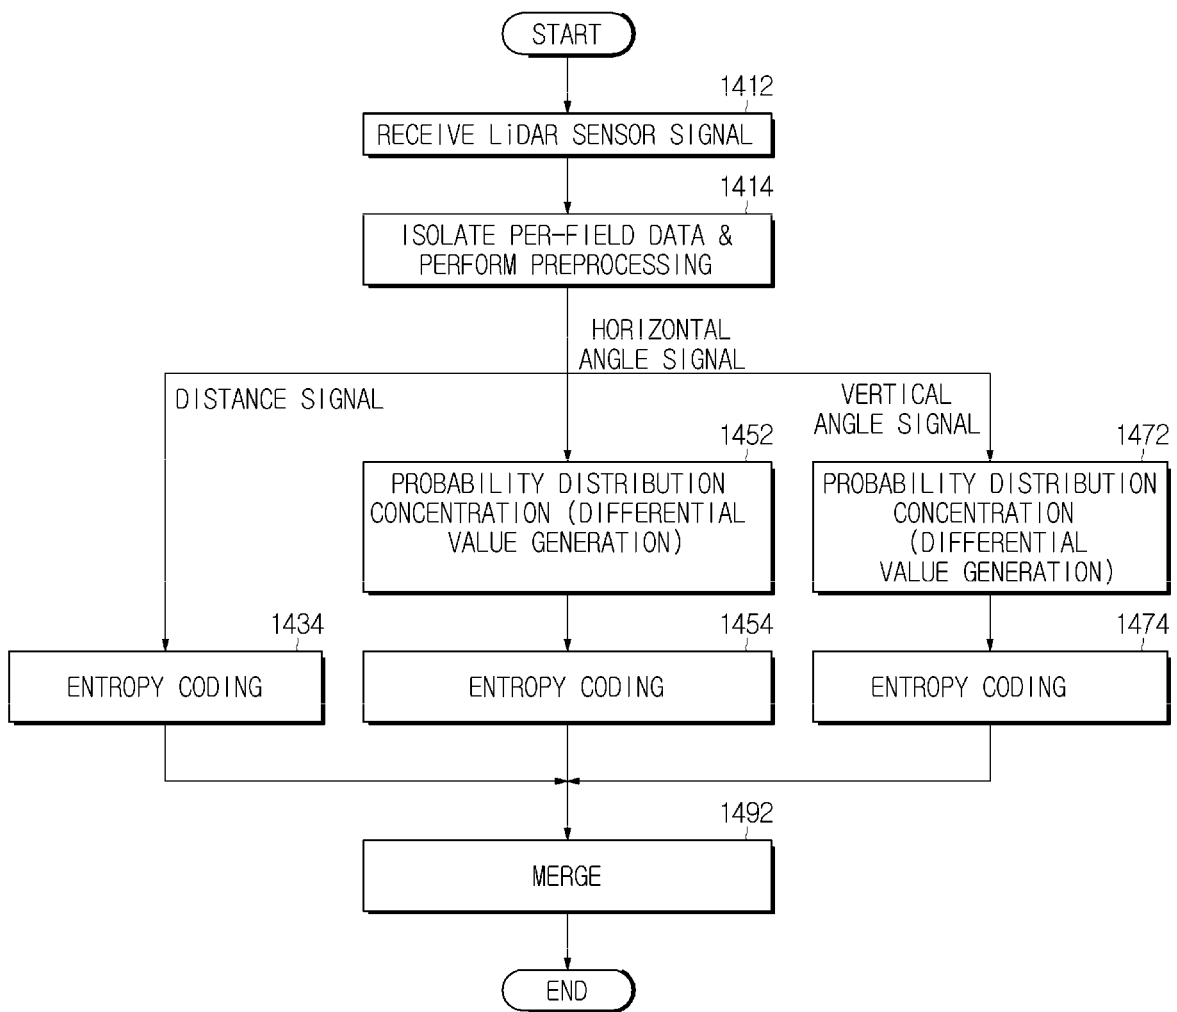 START
1412
RECEIVE LiDAR SENSOR SIGNAL
1414
ISOLATE PER-FIELD DATA &
PERFORM PREPROCESSING
HORIZONTAL
ANGLE SIGNAL
DISTANCE SIGNAL
VERTICAL
ANGLE SIGNAL
1452
PROBABILITY DISTRIBUTION
CONCENTRATION (DIFFERENTIAL
VALUE GENERATION)
1472
PROBABILITY DISTRIBUTION
CONCENTRATION
(DIFFERENTIAL
VALUE GENERATION)
1434
ENTROPY CODING
1454
ENTROPY CODING
1474
ENTROPY CODING
1492
MERGE
END